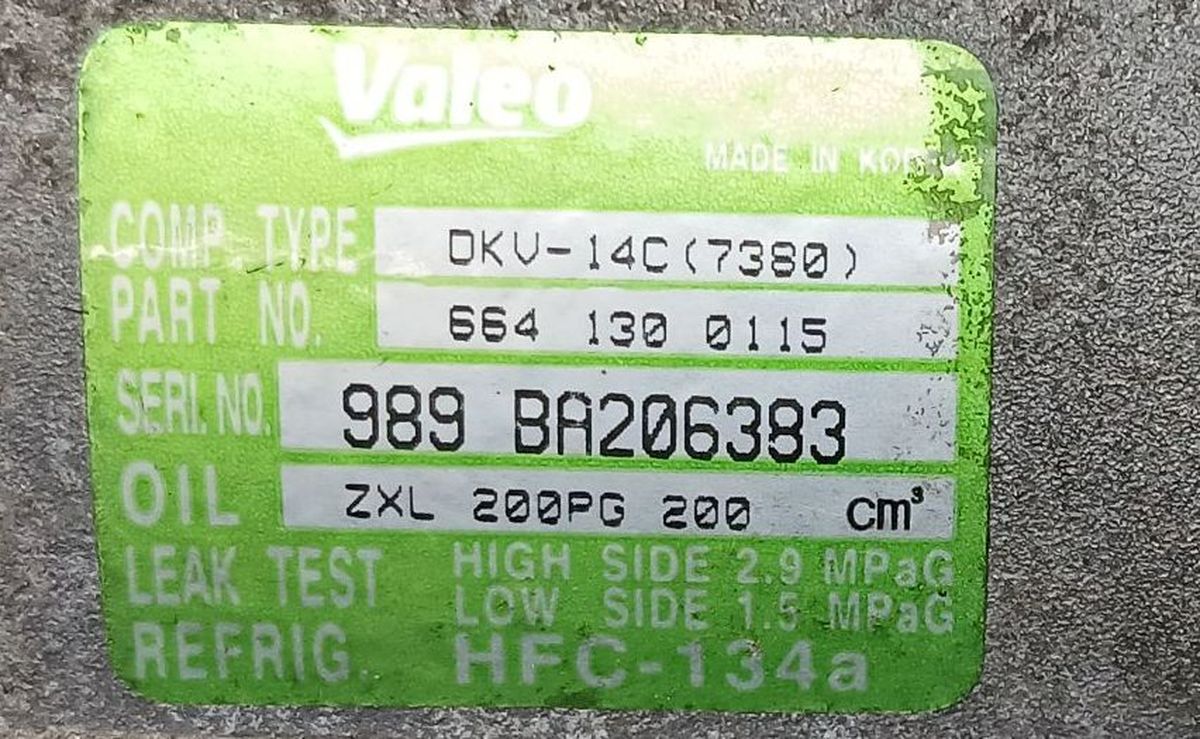 Valeo
MADE IN KOREA
COMP. TYPE DKV-14C(7380)
PART NO. 664 130 0115
SERI. NO. 989 BA206383
OIL ZXL 200PG 200 cm³
LEAK TEST HIGH SIDE 2.9 MPaG
LOW SIDE 1.5 MPaG
REFRIG. HFC-134a